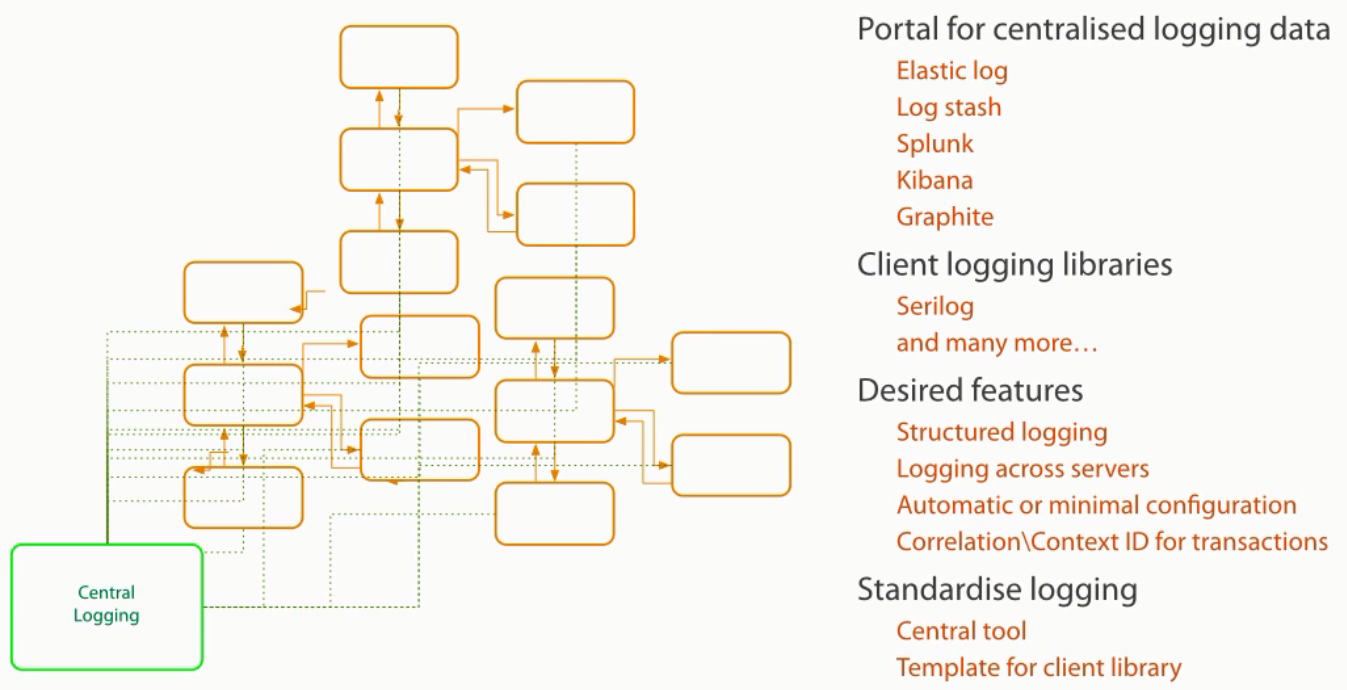 Central
Logging
Portal for centralised logging data
Elastic log
Log stash
Splunk
Kibana
Graphite
Client logging libraries
Serilog
and many more…
Desired features
Structured logging
Logging across servers
Automatic or minimal configuration
Correlation\Context ID for transactions
Standardise logging
Central tool
Template for client library